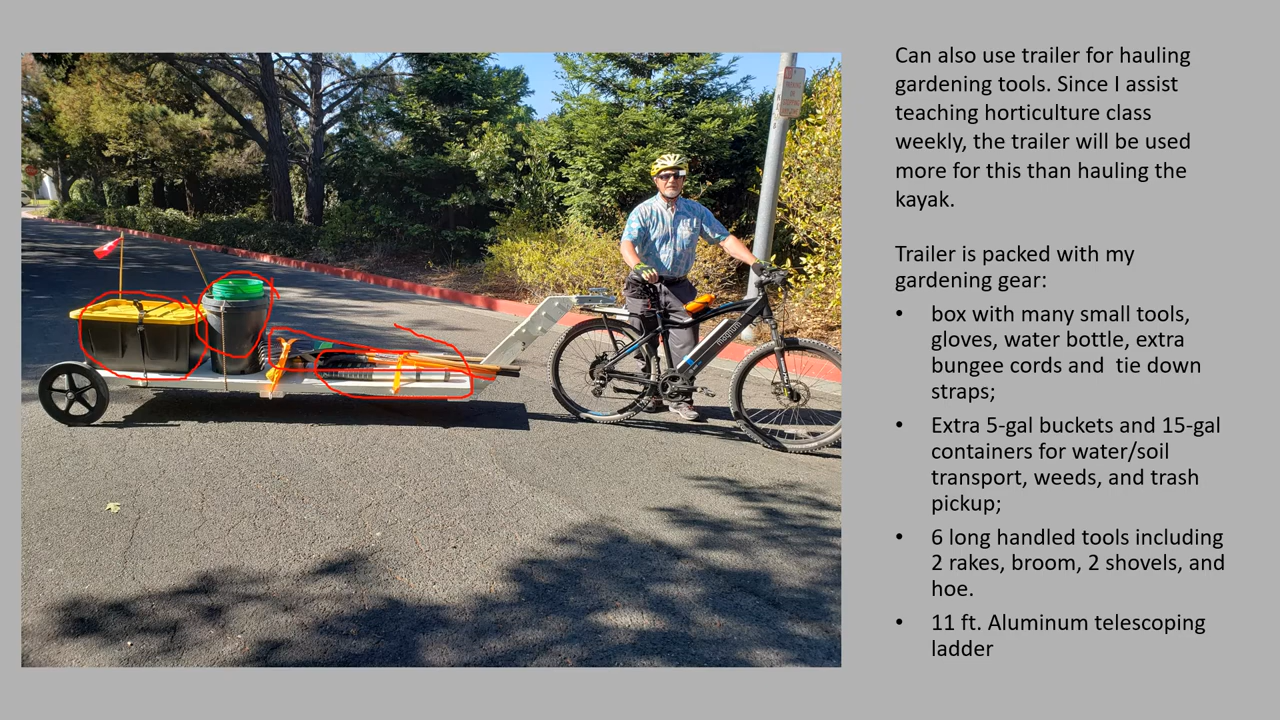 Can also use trailer for hauling
gardening tools. Since I assist
teaching horticulture class
weekly, the trailer will be used
more for this than hauling the
kayak.
Trailer is packed with my
gardening gear:
• box with many small tools,
gloves, water bottle, extra
bungee cords and tie down
straps;
• Extra 5-gal buckets and 15-gal
containers for water/soil
transport, weeds, and trash
pickup;
• 6 long handled tools including
2 rakes, broom, 2 shovels, and
hoe.
• 11 ft. Aluminum telescoping
ladder
magnum